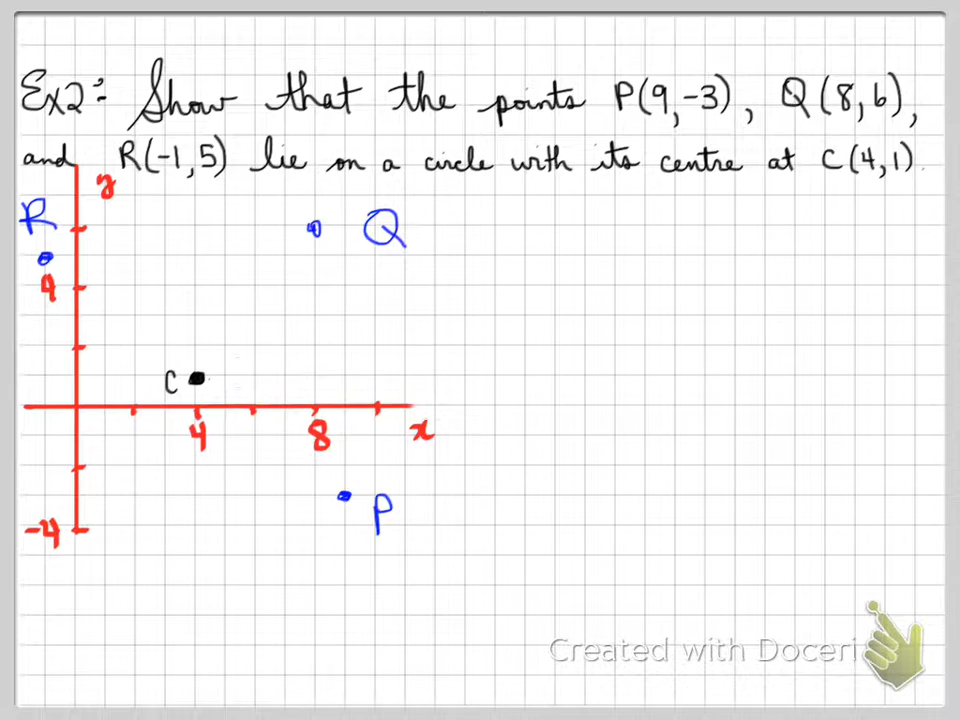 Ex2: Show that the points P(9,-3), Q(8,6),
and R(-1,5) lie on a circle with its centre at C(4,1).
y
R
Q
4
C
4
8
x
P
-4
Created with Doceri